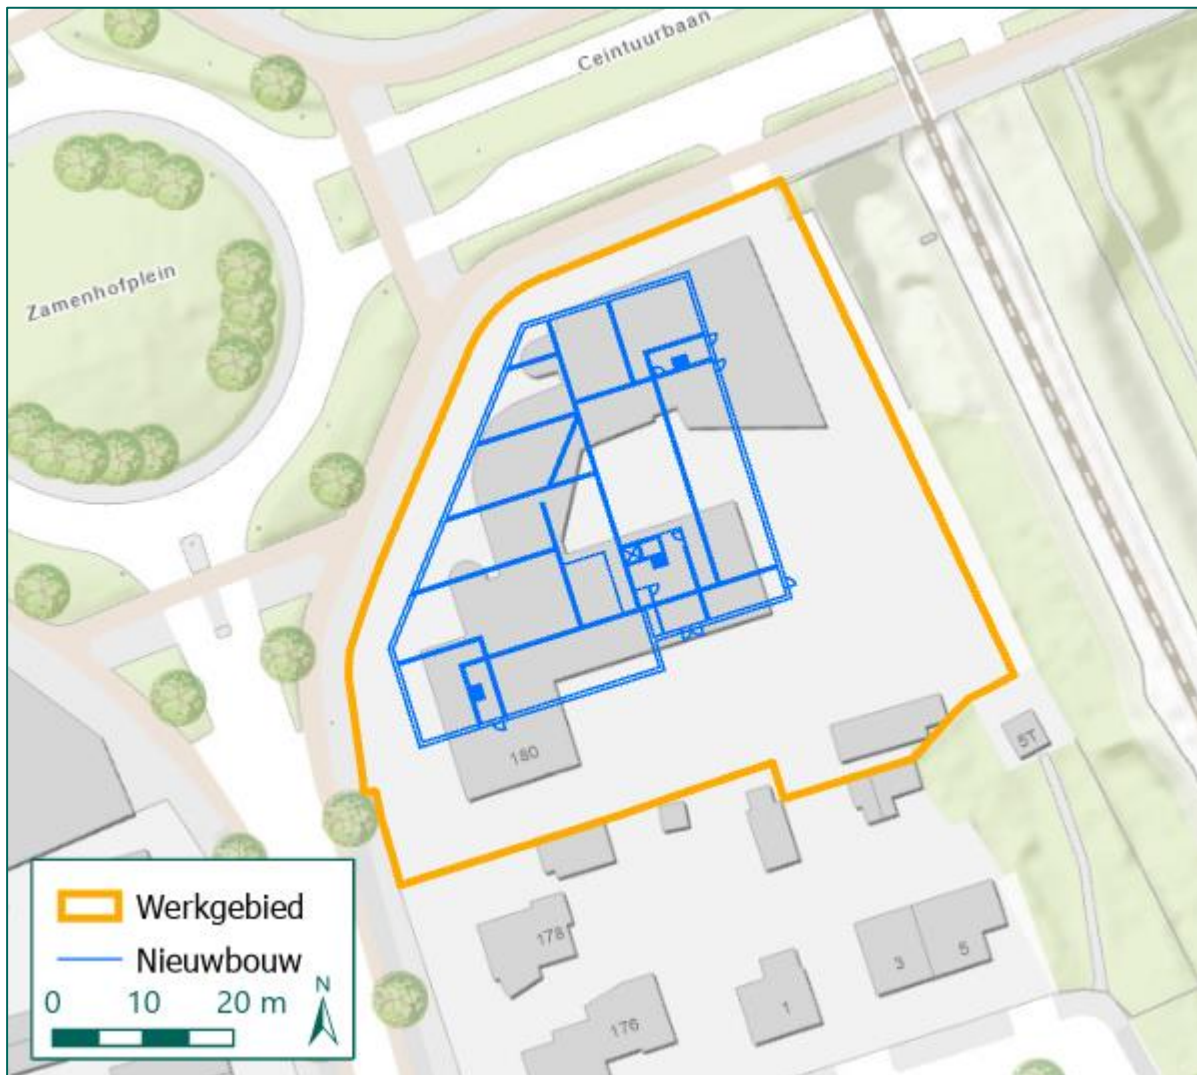 Ceintuurbaan
Zamenhofplein
180
5T
178
3
5
1
176
Werkgebied
Nieuwbouw
0 10 20 m
N